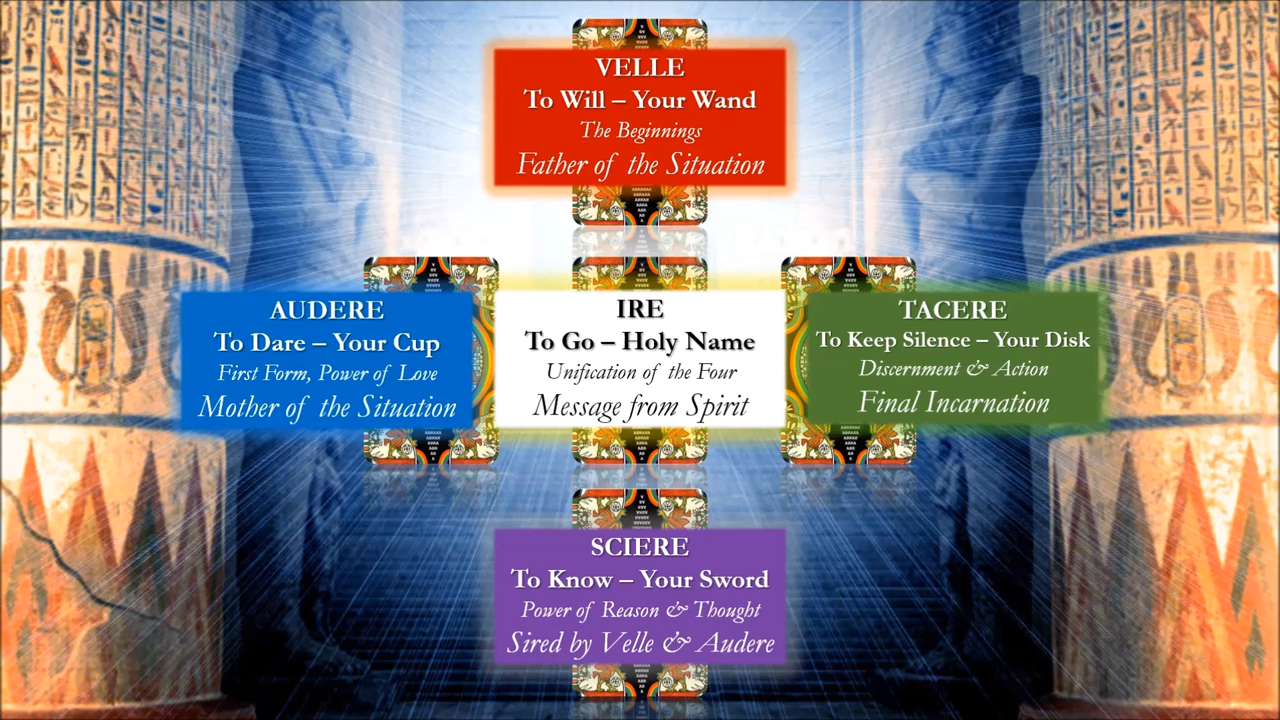 VELLE
To Will – Your Wand
The Beginnings
Father of the Situation
AUDERE
To Dare – Your Cup
First Form, Power of Love
Mother of the Situation
IRE
To Go – Holy Name
Unification of the Four
Message from Spirit
TACERE
To Keep Silence – Your Disk
Discernment & Action
Final Incarnation
SCIERE
To Know – Your Sword
Power of Reason & Thought
Sired by Velle & Audere